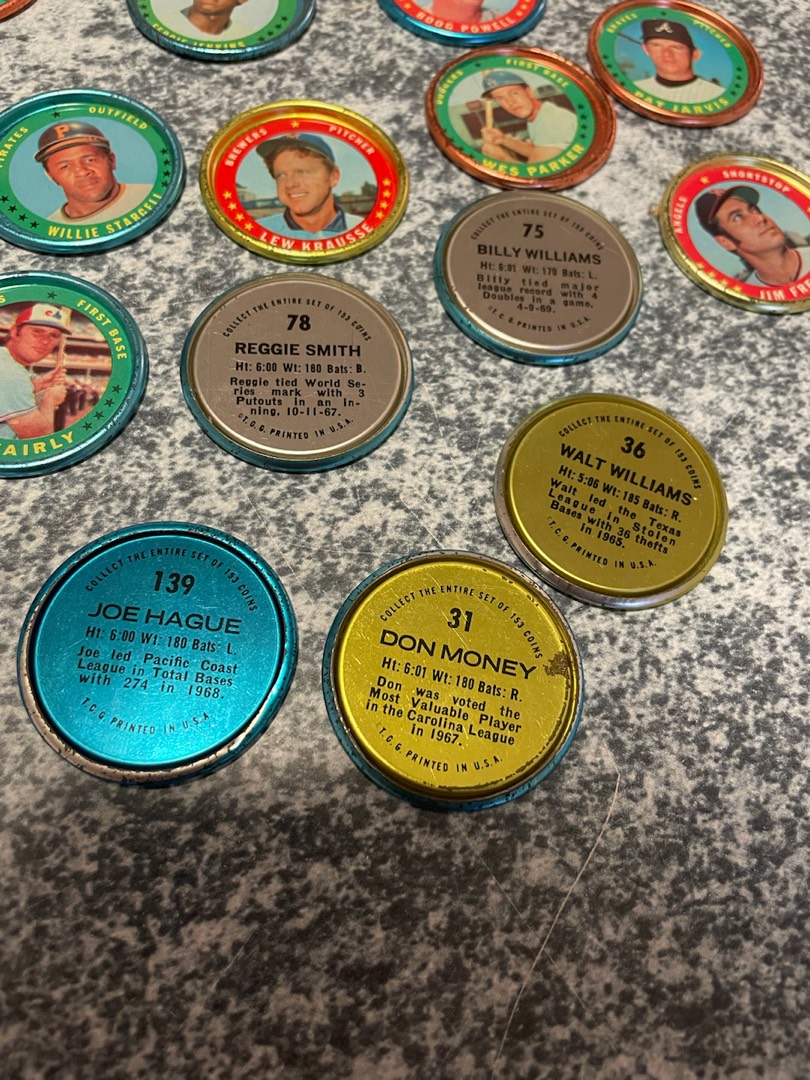 JENKINS
BOOG POWELL
BRAVES PITCHER
PAT JARVIS
DODGERS FIRST BASE
WES PARKER
PIRATES OUTFIELD
WILLIE STARGELL
BREWERS PITCHER
LEW KRAUSSE
ANGELS SHORTSTOP
JIM FRE
COLLECT THE ENTIRE SET OF 153 COINS
75
BILLY WILLIAMS
Ht: 6:01 Wt: 170 Bats: L.
Billy tied major
league record with 4
Doubles in a game.
4-9-69.
©T.C.G. PRINTED IN U.S.A.
FIRST BASE
FAIRLY
COLLECT THE ENTIRE SET OF 153 COINS
78
REGGIE SMITH
Ht: 6:00 Wt: 180 Bats: B.
Reggie tied World Se-
ries mark with 3
Putouts in an In-
ning, 10-11-67.
©T.C.G. PRINTED IN U.S.A.
COLLECT THE ENTIRE SET OF 153 COINS
36
WALT WILLIAMS
Ht: 5:06 Wt: 185 Bats: R.
Walt led the Texas
League in Stolen
Bases with 36 thefts
in 1965.
©T.C.G. PRINTED IN U.S.A.
COLLECT THE ENTIRE SET OF 153 COINS
139
JOE HAGUE
Ht: 6:00 Wt: 180 Bats: L.
Joe led Pacific Coast
League in Total Bases
with 274 in 1968.
T.C.G. PRINTED IN U.S.A.
COLLECT THE ENTIRE SET OF 153 COINS
31
DON MONEY
Ht: 6:01 Wt: 180 Bats: R.
Don was voted the
Most Valuable Player
in the Carolina League
in 1967.
©T.C.G. PRINTED IN U.S.A.